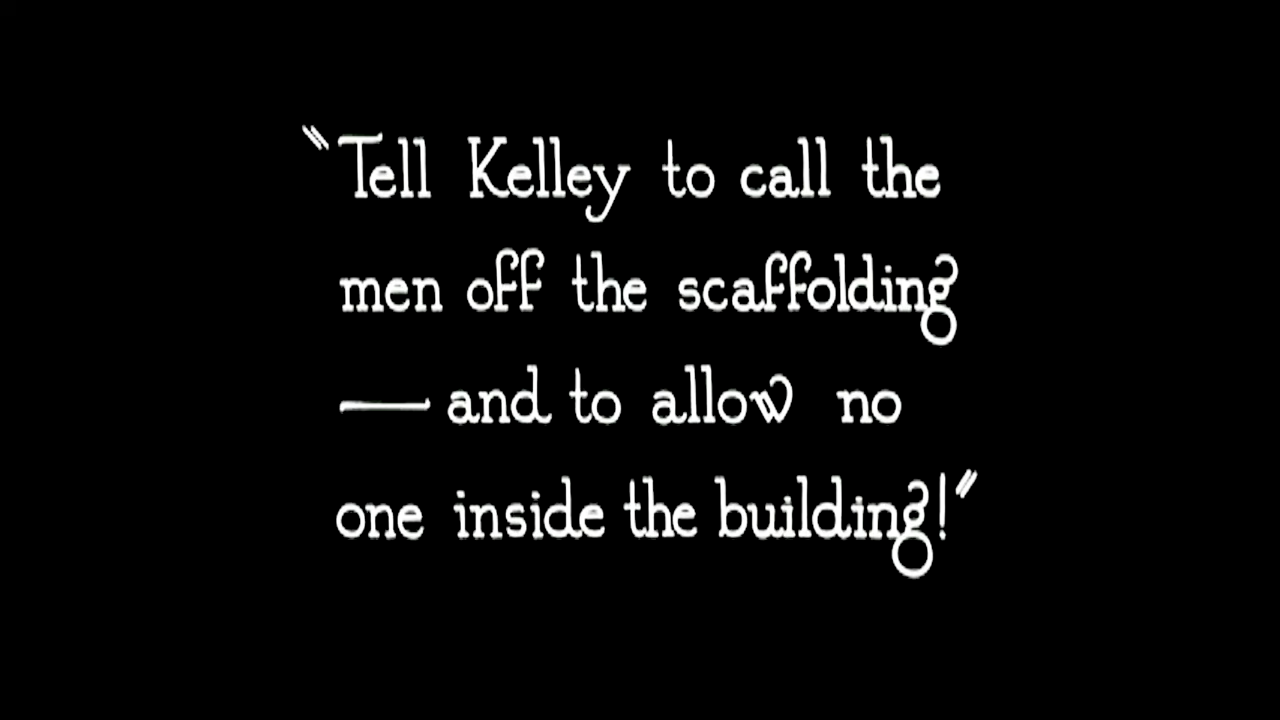 "Tell Kelley to call the
men off the scaffolding
— and to allow no
one inside the building!"